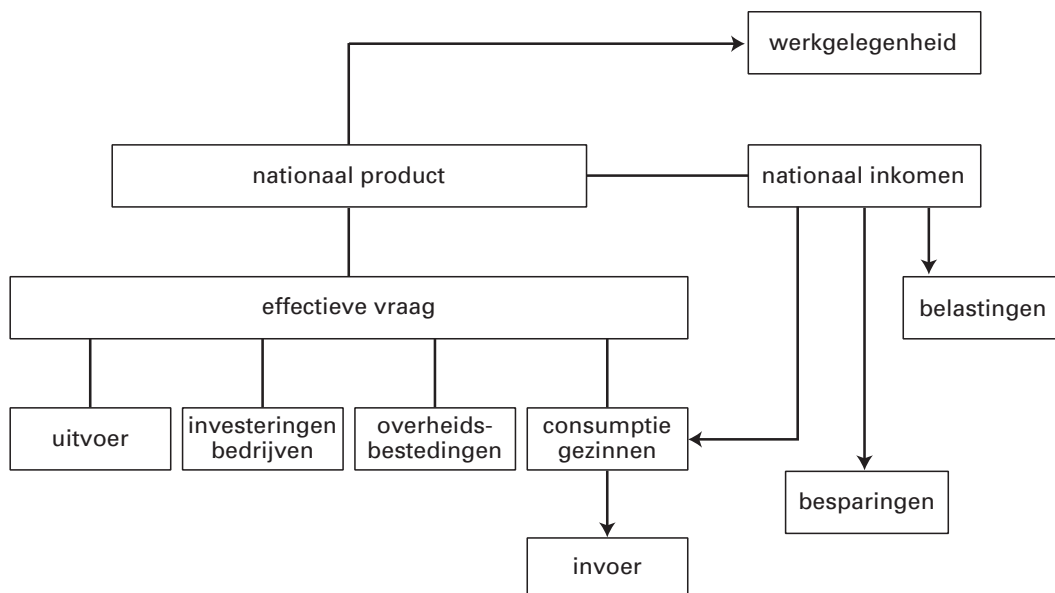 werkgelegenheid
nationaal product
nationaal inkomen
effectieve vraag
belastingen
uitvoer
investeringen
bedrijven
overheids-
bestedingen
consumptie
gezinnen
besparingen
invoer